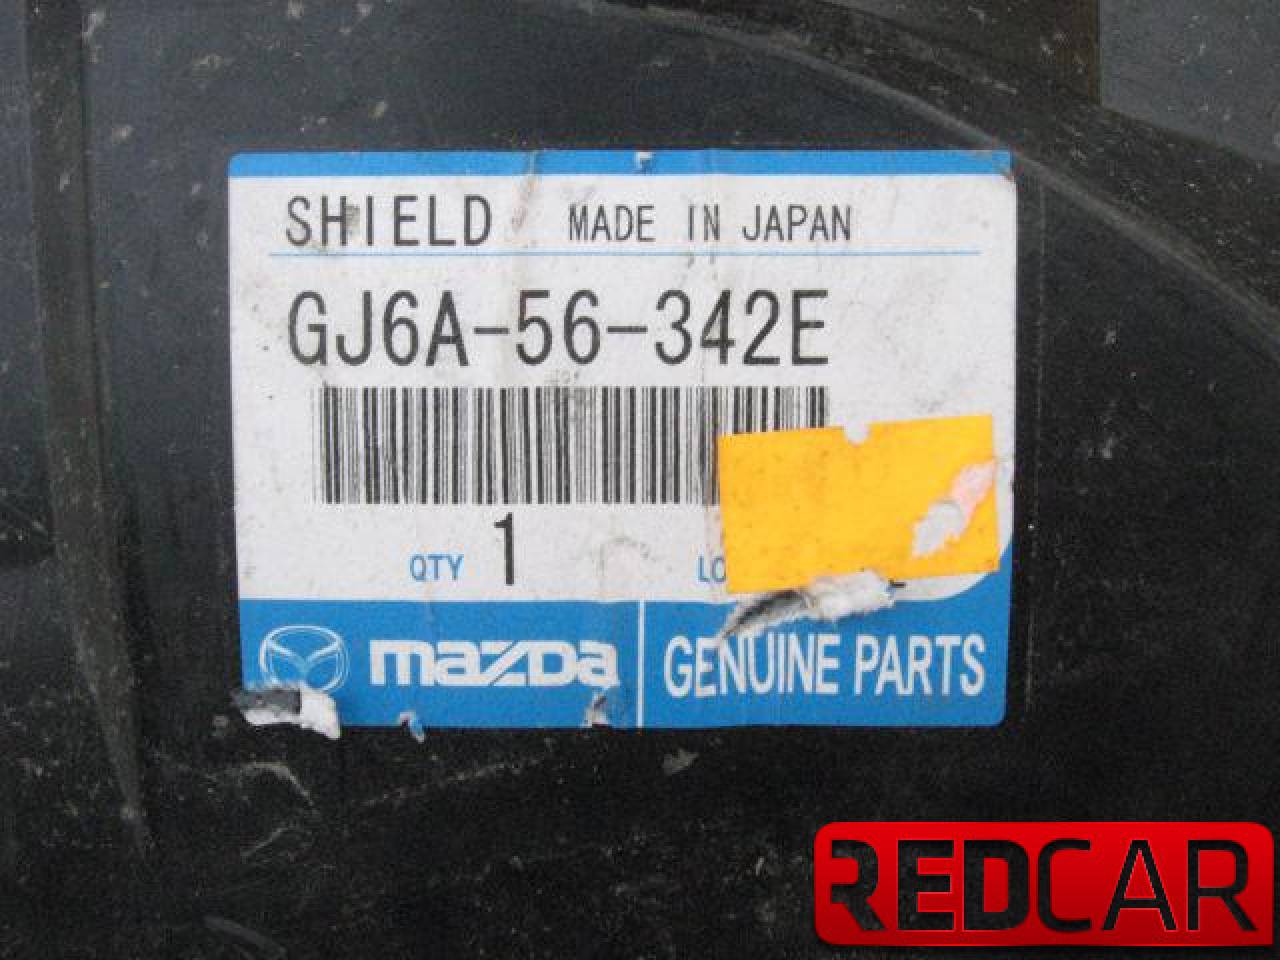 SHIELD MADE IN JAPAN
GJ6A-56-342E
QTY 1
mazda GENUINE PARTS
REDCAR